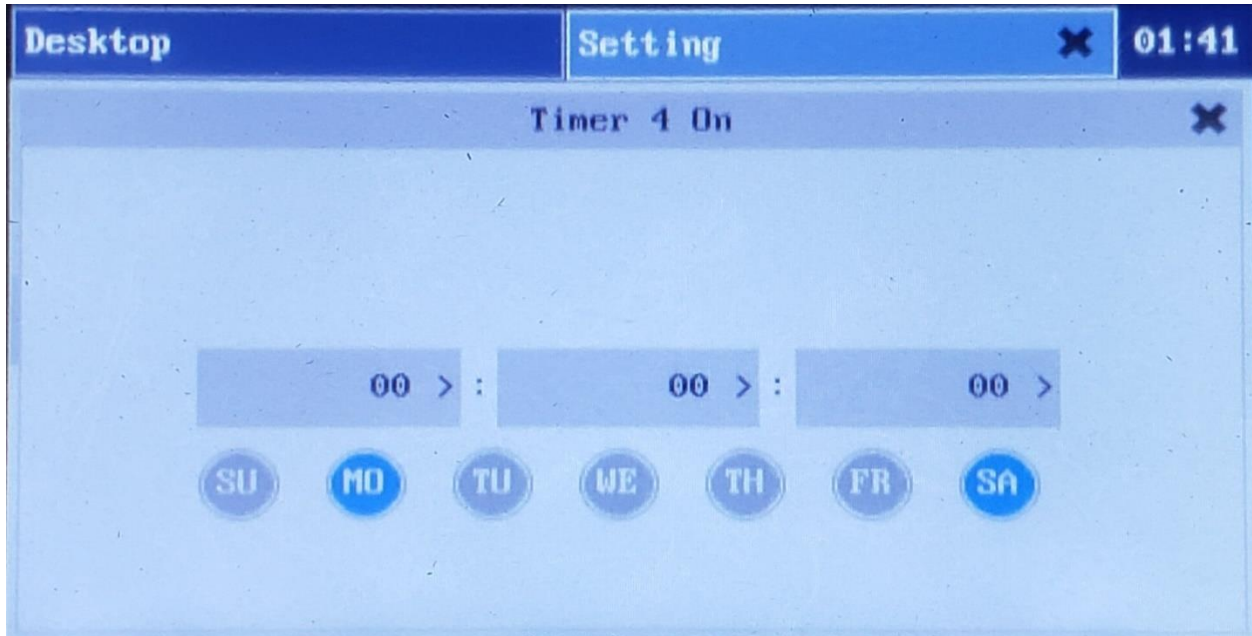 Desktop Setting 01:41
Timer 4 On
00 > : 00 > : 00 >
SU MO TU WE TH FR SA